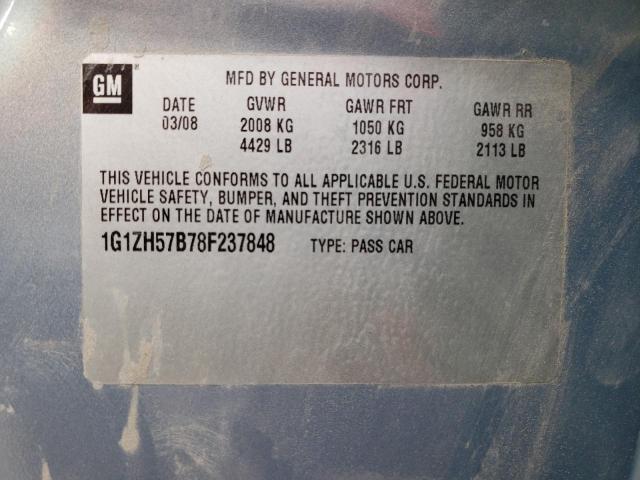 GM
MFD BY GENERAL MOTORS CORP.
DATE GVWR GAWR FRT GAWR RR
03/08 2008 KG 1050 KG 958 KG
4429 LB 2316 LB 2113 LB
THIS VEHICLE CONFORMS TO ALL APPLICABLE U.S. FEDERAL MOTOR
VEHICLE SAFETY, BUMPER, AND THEFT PREVENTION STANDARDS IN
EFFECT ON THE DATE OF MANUFACTURE SHOWN ABOVE.
1G1ZH57B78F237848 TYPE: PASS CAR